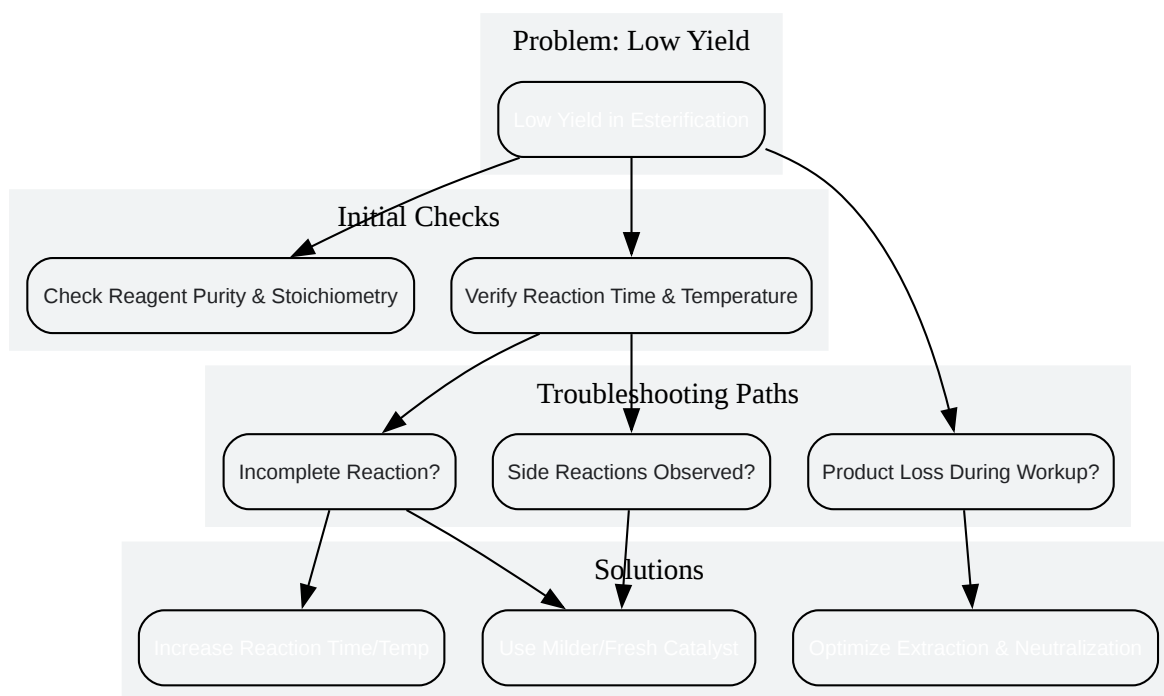 Problem: Low Yield
Low Yield in Esterification
Initial Checks
Check Reagent Purity & Stoichiometry
Verify Reaction Time & Temperature
Troubleshooting Paths
Incomplete Reaction?
Side Reactions Observed?
Product Loss During Workup?
Solutions
Increase Reaction Time/Temp
Use Milder/Fresh Catalyst
Optimize Extraction & Neutralization